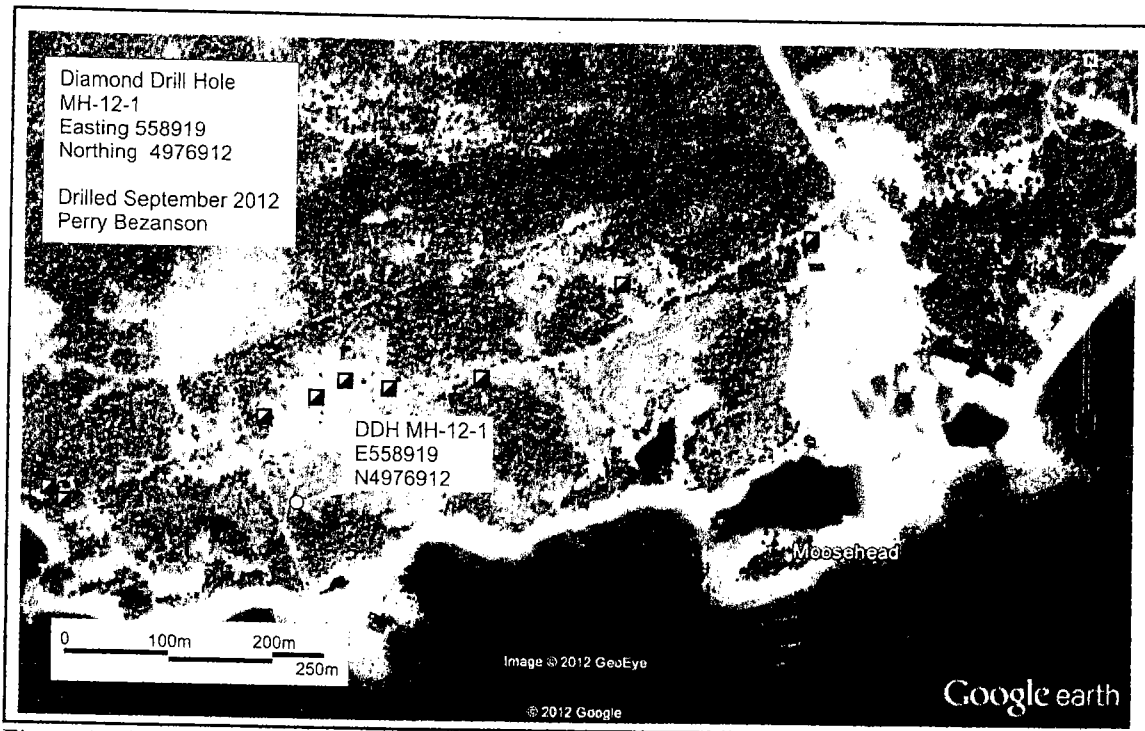 Diamond Drill Hole
MH-12-1
Easting 558919
Northing 4976912
Drilled September 2012
Perry Bezanson
N
DDH MH-12-1
E558919
N4976912
Moosehead
0 100m 200m
250m
Image © 2012 GeoEye
© 2012 Google
Google earth